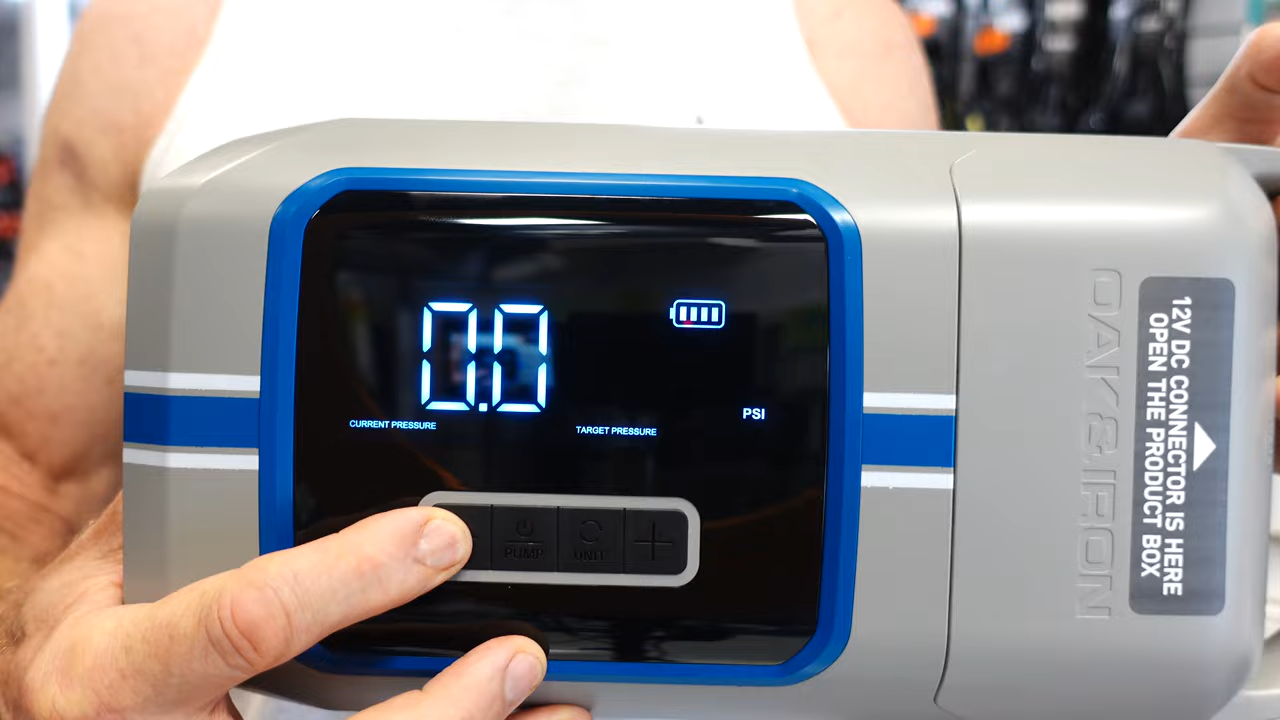 0.0
CURRENT PRESSURE
TARGET PRESSURE
PSI
PUMP
UNIT
OAK & IRON
12V DC CONNECTOR IS HERE
OPEN THE PRODUCT BOX